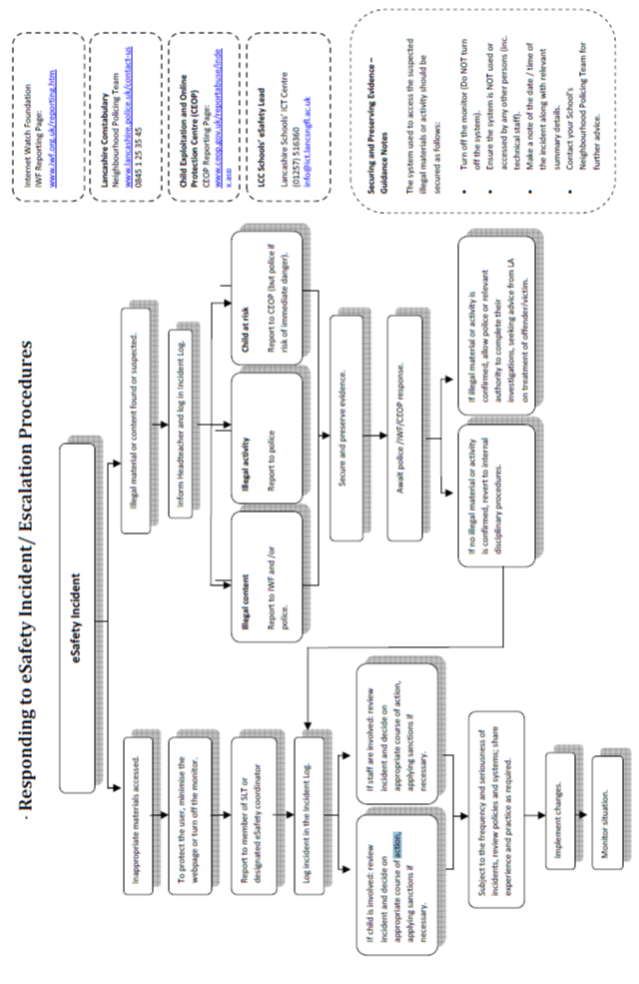 · Responding to eSafety Incident/ Escalation Procedures
eSafety Incident
Inappropriate materials accessed.
To protect the user, minimise the
webpage or turn off the monitor.
Report to member of SLT or
designated eSafety coordinator
Log incident in the Incident Log.
If child is involved: review
incident and decide on
appropriate course of action,
applying sanctions if
necessary.
If staff are involved: review
incident and decide on
appropriate course of action,
applying sanctions if
necessary.
Subject to the frequency and seriousness of
incidents, review policies and systems; share
experience and practice as required.
Implement changes.
Monitor situation.
Illegal material or content found or suspected.
Inform Headteacher and log in Incident Log.
Illegal content
Report to IWF and /or
police.
Illegal activity
Report to police
Child at risk
Report to CEOP (but police if
risk of immediate danger).
Secure and preserve evidence.
Await police /IWF/CEOP response.
If no illegal material or activity
is confirmed, revert to internal
disciplinary procedures.
If illegal material or activity is
confirmed, allow police or relevant
authority to complete their
investigations, seeking advice from LA
on treatment of offender/victim.
Internet Watch Foundation
IWF Reporting Page:
www.iwf.org.uk/reporting.htm
Lancashire Constabulary
Neighbourhood Policing Team
www.lancashire.police.uk/contact-us
0845 1 25 35 45
Child Exploitation and Online
Protection Centre (CEOP)
CEOP Reporting Page:
www.ceop.gov.uk/reportabuse/inde
x.asp
LCC Schools' eSafety Lead
Lancashire Schools' ICT Centre
(01257) 516360
info@ict.lancsngfl.ac.uk
Securing and Preserving Evidence –
Guidance Notes
The system used to access the suspected
illegal materials or activity should be
secured as follows:
• Turn off the monitor (Do NOT turn
off the system).
• Ensure the system is NOT used or
accessed by any other persons (inc.
technical staff).
• Make a note of the date / time of
the incident along with relevant
summary details.
• Contact your School's
Neighbourhood Policing Team for
further advice.